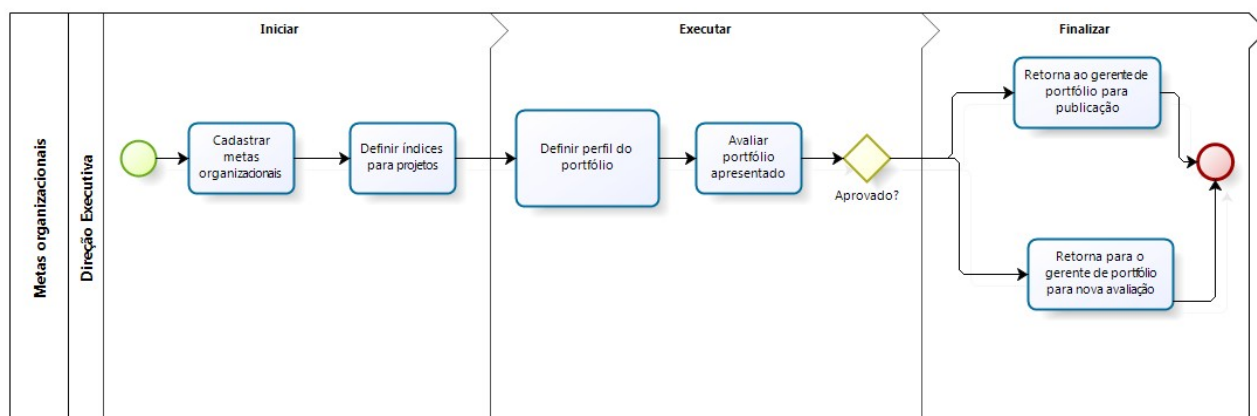 Iniciar
Executar
Finalizar
Metas organizacionais
Direção Executiva
Cadastrar
metas
organizacionais
Definir índices
para projetos
Definir perfil do
portfólio
Avaliar
portfólio
apresentado
Aprovado?
Retorna ao gerente de
portfólio para
publicação
Retorna para o
gerente de portfólio
para nova avaliação